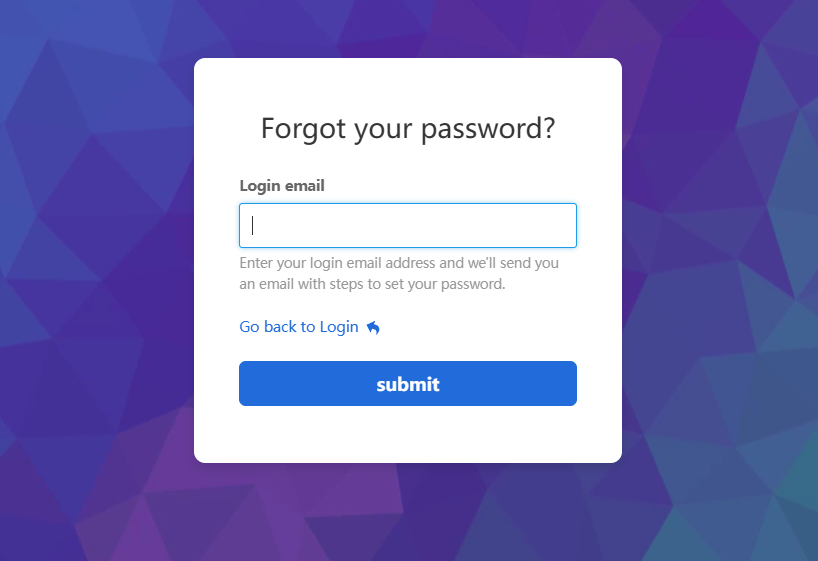 Forgot your password?
Login email
Enter your login email address and we'll send you
an email with steps to set your password.
Go back to Login
submit